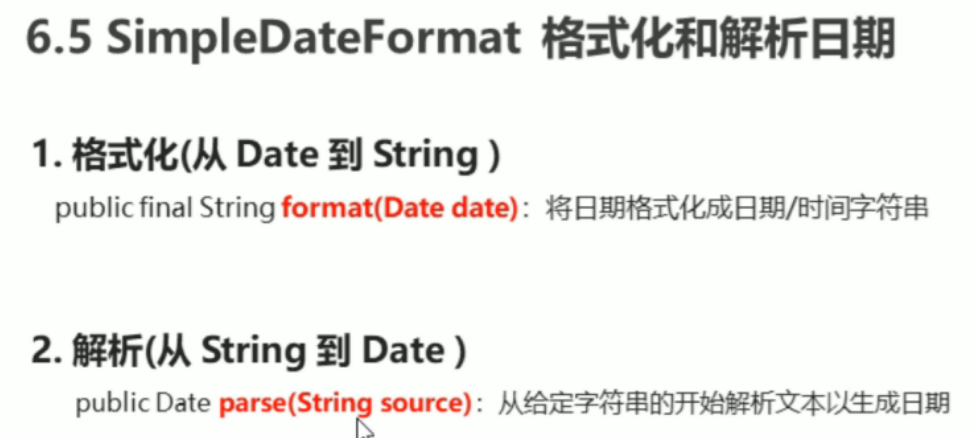 6.5 SimpleDateFormat 格式化和解析日期
1. 格式化(从 Date 到 String )
public final String format(Date date)：将日期格式化成日期/时间字符串
2. 解析(从 String 到 Date )
public Date parse(String source)：从给定字符串的开始解析文本以生成日期